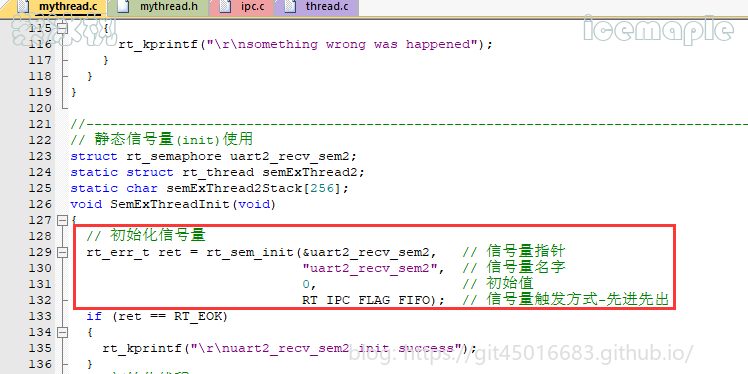 mythread.c mythread.h ipc.c thread.c
icemaple
115 {
116 rt_kprintf("\r\nsomething wrong was happened");
117 }
118 }
119 }
120
121 //--------------------------------------------------------------------------------
122 // 静态信号量(init)使用
123 struct rt_semaphore uart2_recv_sem2;
124 static struct rt_thread semExThread2;
125 static char semExThread2Stack[256];
126 void SemExThreadInit(void)
127 {
128 // 初始化信号量
129 rt_err_t ret = rt_sem_init(&uart2_recv_sem2, // 信号量指针
130 "uart2_recv_sem2", // 信号量名字
131 0, // 初始值
132 RT_IPC_FLAG_FIFO); // 信号量触发方式-先进先出
133 if (ret == RT_EOK)
134 {
135 rt_kprintf("\r\nuart2_recv_sem2 init success");
blog: https://git45016683.github.io/
136 }